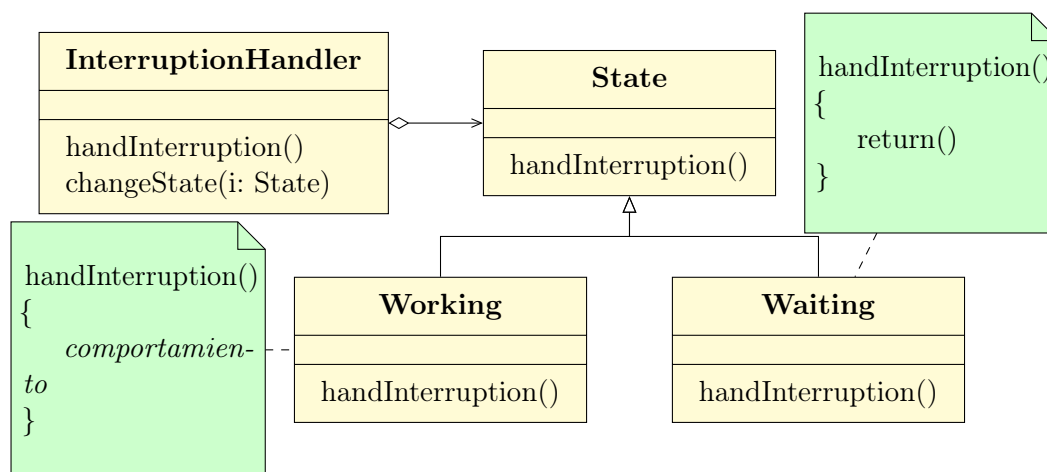 InterruptionHandler
handInterruption()
changeState(i: State)
State
handInterruption()
handInterruption()
{
return()
}
handInterruption()
{
comportamien-
to
}
Working
handInterruption()
Waiting
handInterruption()